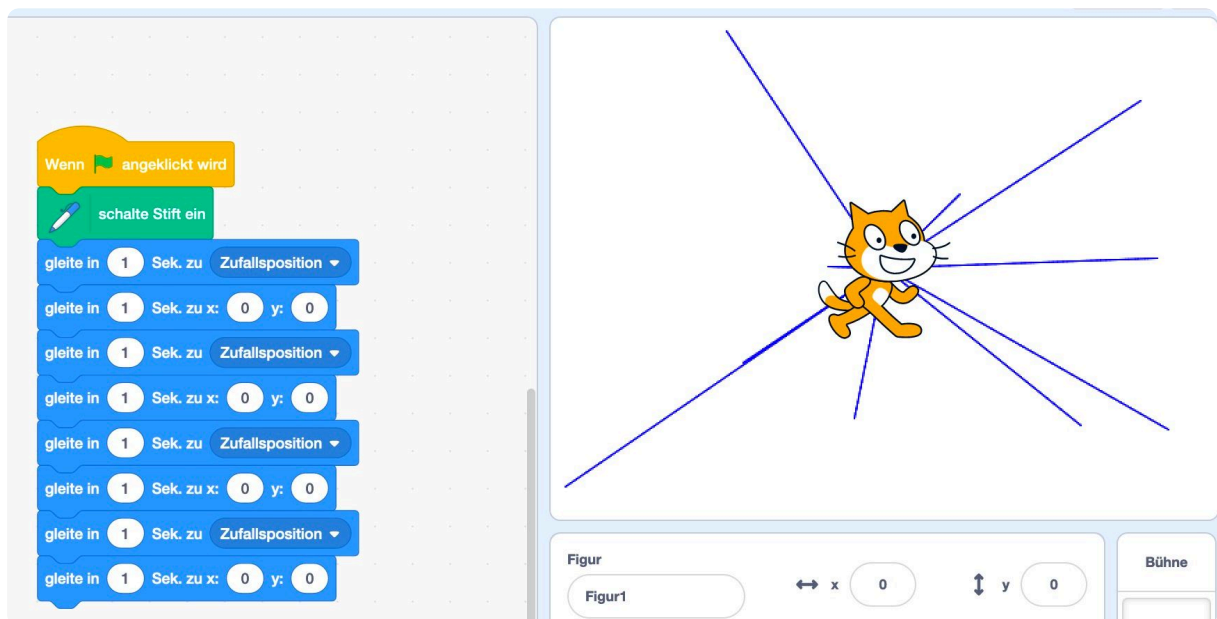 Wenn angeklickt wird
schalte Stift ein
gleite in 1 Sek. zu Zufallsposition
gleite in 1 Sek. zu x: 0 y: 0
gleite in 1 Sek. zu Zufallsposition
gleite in 1 Sek. zu x: 0 y: 0
gleite in 1 Sek. zu Zufallsposition
gleite in 1 Sek. zu x: 0 y: 0
gleite in 1 Sek. zu Zufallsposition
gleite in 1 Sek. zu x: 0 y: 0
Figur
Figur1 x 0 y 0
Bühne